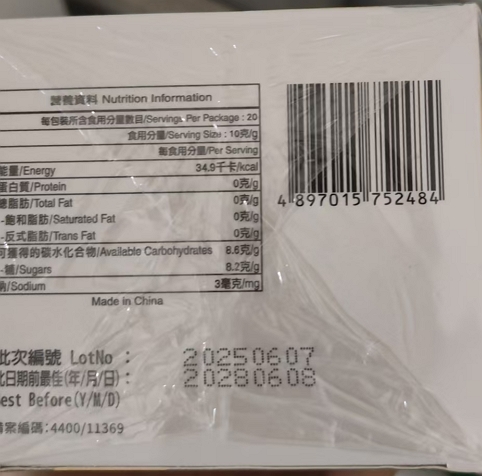 營養資料 Nutrition Information
每包裝所含食用分量數目/Servings Per Package : 20
食用分量/Serving Size : 10克/g
每食用分量/Per Serving
能量/Energy 34.9千卡/kcal
蛋白質/Protein 0克/g
總脂肪/Total Fat 0克/g
-飽和脂肪/Saturated Fat 0克/g
-反式脂肪/Trans Fat 0克/g
可獲得的碳水化合物/Available Carbohydrates 8.6克/g
-糖/Sugars 8.2克/g
鈉/Sodium 3毫克/mg
Made in China
4 897015 752484
此次編號 LotNo : 20250607
此日期前最佳(年/月/日) : 20280608
est Before(Y/M/D)
檔案編碼:4400/11369